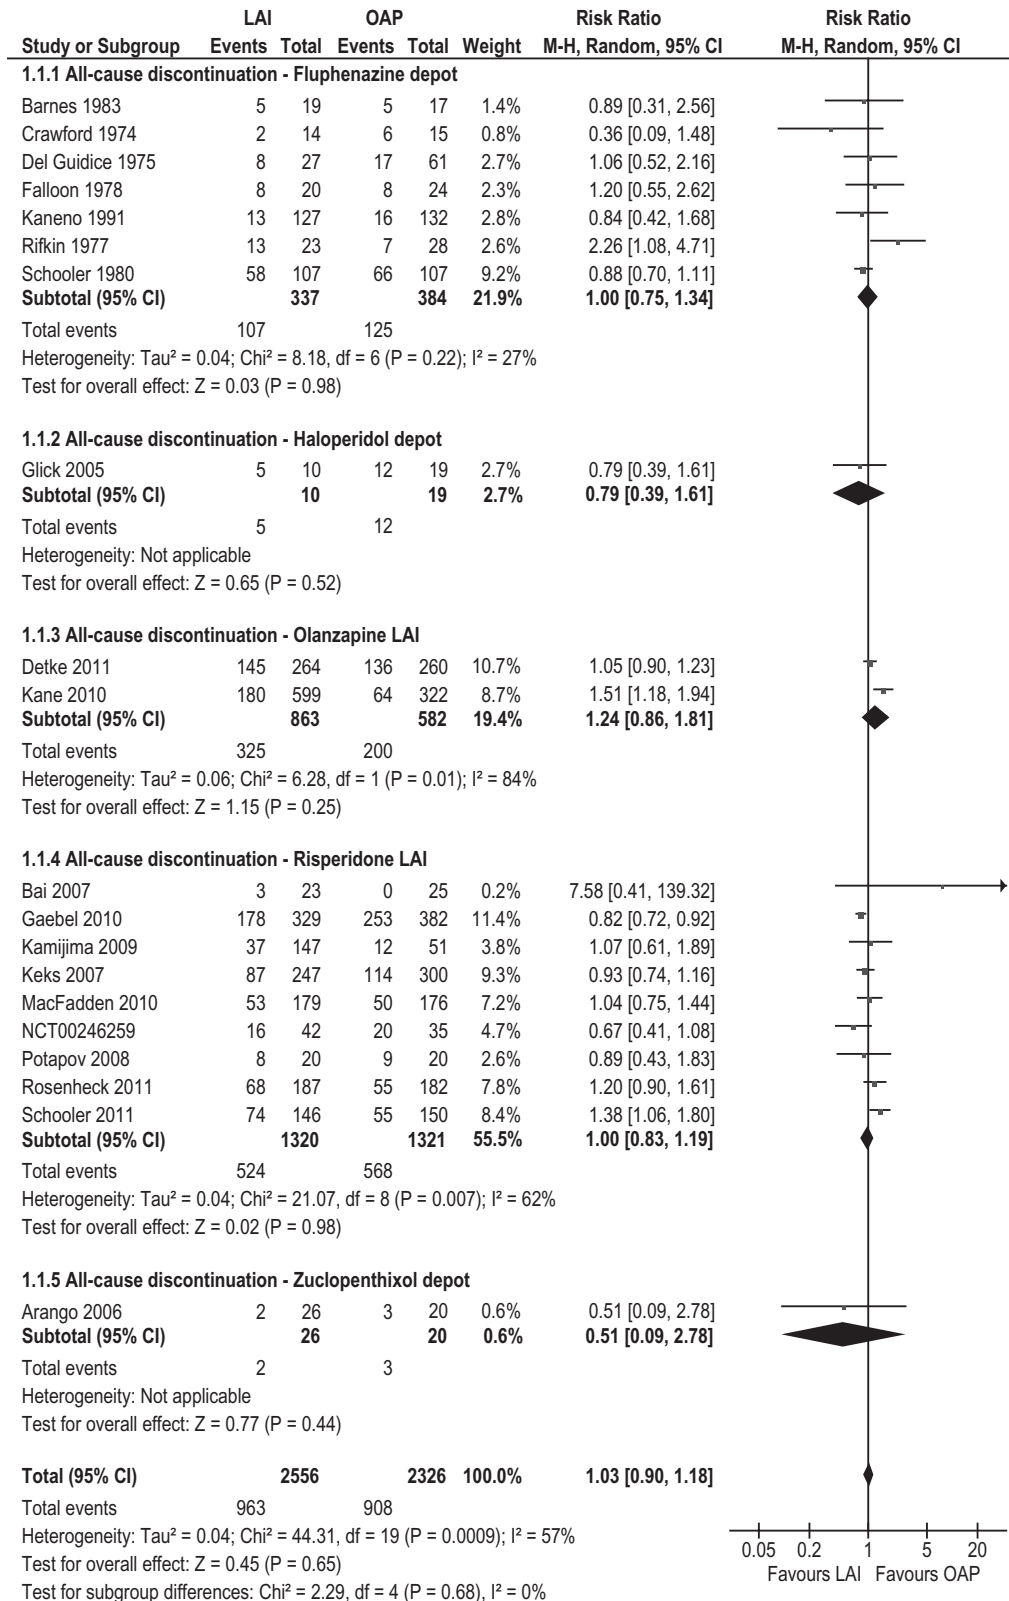 LAI OAP Risk Ratio Risk Ratio
Study or Subgroup Events Total Events Total Weight M-H, Random, 95% CI M-H, Random, 95% CI
1.1.1 All-cause discontinuation - Fluphenazine depot
Barnes 1983 5 19 5 17 1.4% 0.89 [0.31, 2.56]
Crawford 1974 2 14 6 15 0.8% 0.36 [0.09, 1.48]
Del Guidice 1975 8 27 17 61 2.7% 1.06 [0.52, 2.16]
Falloon 1978 8 20 8 24 2.3% 1.20 [0.55, 2.62]
Kaneno 1991 13 127 16 132 2.8% 0.84 [0.42, 1.68]
Rifkin 1977 13 23 7 28 2.6% 2.26 [1.08, 4.71]
Schooler 1980 58 107 66 107 9.2% 0.88 [0.70, 1.11]
Subtotal (95% CI) 337 384 21.9% 1.00 [0.75, 1.34]
Total events 107 125
Heterogeneity: Tau² = 0.04; Chi² = 8.18, df = 6 (P = 0.22); I² = 27%
Test for overall effect: Z = 0.03 (P = 0.98)
1.1.2 All-cause discontinuation - Haloperidol depot
Glick 2005 5 10 12 19 2.7% 0.79 [0.39, 1.61]
Subtotal (95% CI) 10 19 2.7% 0.79 [0.39, 1.61]
Total events 5 12
Heterogeneity: Not applicable
Test for overall effect: Z = 0.65 (P = 0.52)
1.1.3 All-cause discontinuation - Olanzapine LAI
Detke 2011 145 264 136 260 10.7% 1.05 [0.90, 1.23]
Kane 2010 180 599 64 322 8.7% 1.51 [1.18, 1.94]
Subtotal (95% CI) 863 582 19.4% 1.24 [0.86, 1.81]
Total events 325 200
Heterogeneity: Tau² = 0.06; Chi² = 6.28, df = 1 (P = 0.01); I² = 84%
Test for overall effect: Z = 1.15 (P = 0.25)
1.1.4 All-cause discontinuation - Risperidone LAI
Bai 2007 3 23 0 25 0.2% 7.58 [0.41, 139.32]
Gaebel 2010 178 329 253 382 11.4% 0.82 [0.72, 0.92]
Kamijima 2009 37 147 12 51 3.8% 1.07 [0.61, 1.89]
Keks 2007 87 247 114 300 9.3% 0.93 [0.74, 1.16]
MacFadden 2010 53 179 50 176 7.2% 1.04 [0.75, 1.44]
NCT00246259 16 42 20 35 4.7% 0.67 [0.41, 1.08]
Potapov 2008 8 20 9 20 2.6% 0.89 [0.43, 1.83]
Rosenheck 2011 68 187 55 182 7.8% 1.20 [0.90, 1.61]
Schooler 2011 74 146 55 150 8.4% 1.38 [1.06, 1.80]
Subtotal (95% CI) 1320 1321 55.5% 1.00 [0.83, 1.19]
Total events 524 568
Heterogeneity: Tau² = 0.04; Chi² = 21.07, df = 8 (P = 0.007); I² = 62%
Test for overall effect: Z = 0.02 (P = 0.98)
1.1.5 All-cause discontinuation - Zuclopenthixol depot
Arango 2006 2 26 3 20 0.6% 0.51 [0.09, 2.78]
Subtotal (95% CI) 26 20 0.6% 0.51 [0.09, 2.78]
Total events 2 3
Heterogeneity: Not applicable
Test for overall effect: Z = 0.77 (P = 0.44)
Total (95% CI) 2556 2326 100.0% 1.03 [0.90, 1.18]
Total events 963 908
Heterogeneity: Tau² = 0.04; Chi² = 44.31, df = 19 (P = 0.0009); I² = 57%
Test for overall effect: Z = 0.45 (P = 0.65)
Test for subgroup differences: Chi² = 2.29, df = 4 (P = 0.68), I² = 0%
0.05 0.2 1 5 20
Favours LAI Favours OAP